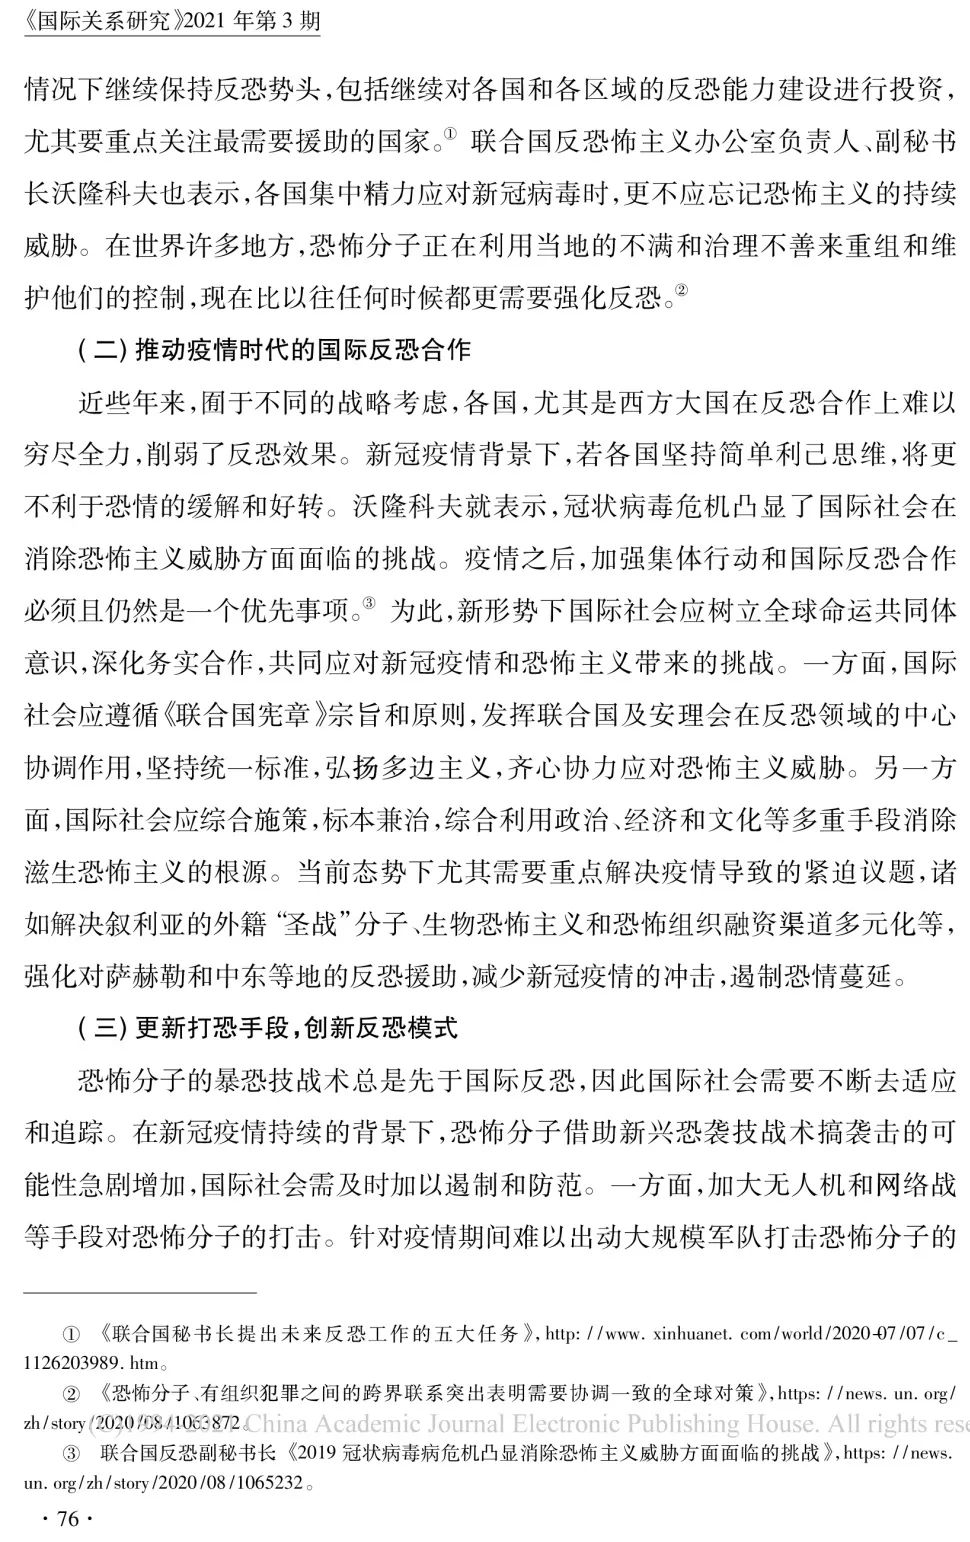 《国际关系研究》2021 年第 3 期
情况下继续保持反恐势头,包括继续对各国和各区域的反恐能力建设进行投资,
尤其要重点关注最需要援助的国家。① 联合国反恐怖主义办公室负责人、副秘书
长沃隆科夫也表示,各国集中精力应对新冠病毒时,更不应忘记恐怖主义的持续
威胁。在世界许多地方,恐怖分子正在利用当地的不满和治理不善来重组和维
护他们的控制,现在比以往任何时候都更需要强化反恐。②
(二)推动疫情时代的国际反恐合作
近些年来,囿于不同的战略考虑,各国,尤其是西方大国在反恐合作上难以
穷尽全力,削弱了反恐效果。新冠疫情背景下,若各国坚持简单利己思维,将更
不利于恐情的缓解和好转。沃隆科夫就表示,冠状病毒危机凸显了国际社会在
消除恐怖主义威胁方面面临的挑战。疫情之后,加强集体行动和国际反恐合作
必须且仍然是一个优先事项。③ 为此,新形势下国际社会应树立全球命运共同体
意识,深化务实合作,共同应对新冠疫情和恐怖主义带来的挑战。一方面,国际
社会应遵循《联合国宪章》宗旨和原则,发挥联合国及安理会在反恐领域的中心
协调作用,坚持统一标准,弘扬多边主义,齐心协力应对恐怖主义威胁。另一方
面,国际社会应综合施策,标本兼治,综合利用政治、经济和文化等多重手段消除
滋生恐怖主义的根源。当前态势下尤其需要重点解决疫情导致的紧迫议题,诸
如解决叙利亚的外籍“圣战”分子、生物恐怖主义和恐怖组织融资渠道多元化等,
强化对萨赫勒和中东等地的反恐援助,减少新冠疫情的冲击,遏制恐情蔓延。
(三)更新打恐手段,创新反恐模式
恐怖分子的暴恐技战术总是先于国际反恐,因此国际社会需要不断去适应
和追踪。在新冠疫情持续的背景下,恐怖分子借助新兴恐袭技战术搞袭击的可
能性急剧增加,国际社会需及时加以遏制和防范。一方面,加大无人机和网络战
等手段对恐怖分子的打击。针对疫情期间难以出动大规模军队打击恐怖分子的
① 《联合国秘书长提出未来反恐工作的五大任务》,http: //www. xinhuanet. com/world/2020-07/07/c_
1126203989. htm。
② 《恐怖分子、有组织犯罪之间的跨界联系突出表明需要协调一致的全球对策》,https: //news. un. org/
zh/story/2020/08/1063872。
(C)1994-2021 China Academic Journal Electronic Publishing House. All rights rese
③ 联合国反恐副秘书长:《2019 冠状病毒病危机凸显消除恐怖主义威胁方面面临的挑战》,https: //news.
un. org/zh/story/2020/08/1065232。
·76·